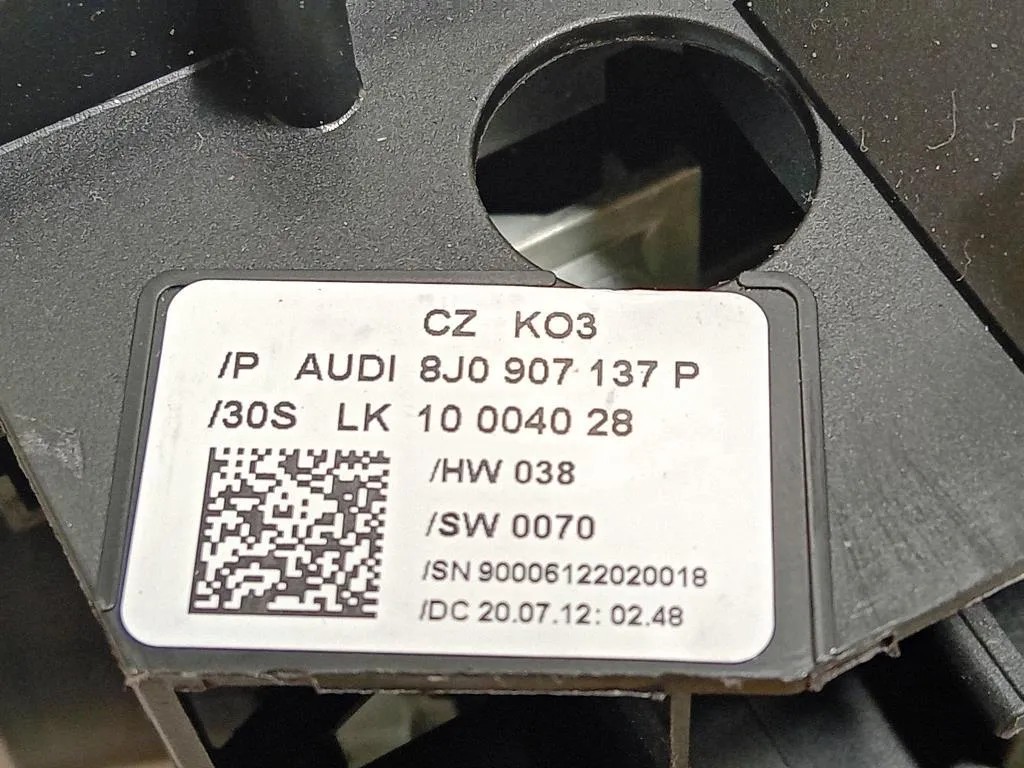 CZ KO3
/P AUDI 8J0 907 137 P
/30S LK 10 0040 28
/HW 038
/SW 0070
/SN 90006122020018
/DC 20.07.12: 02.48